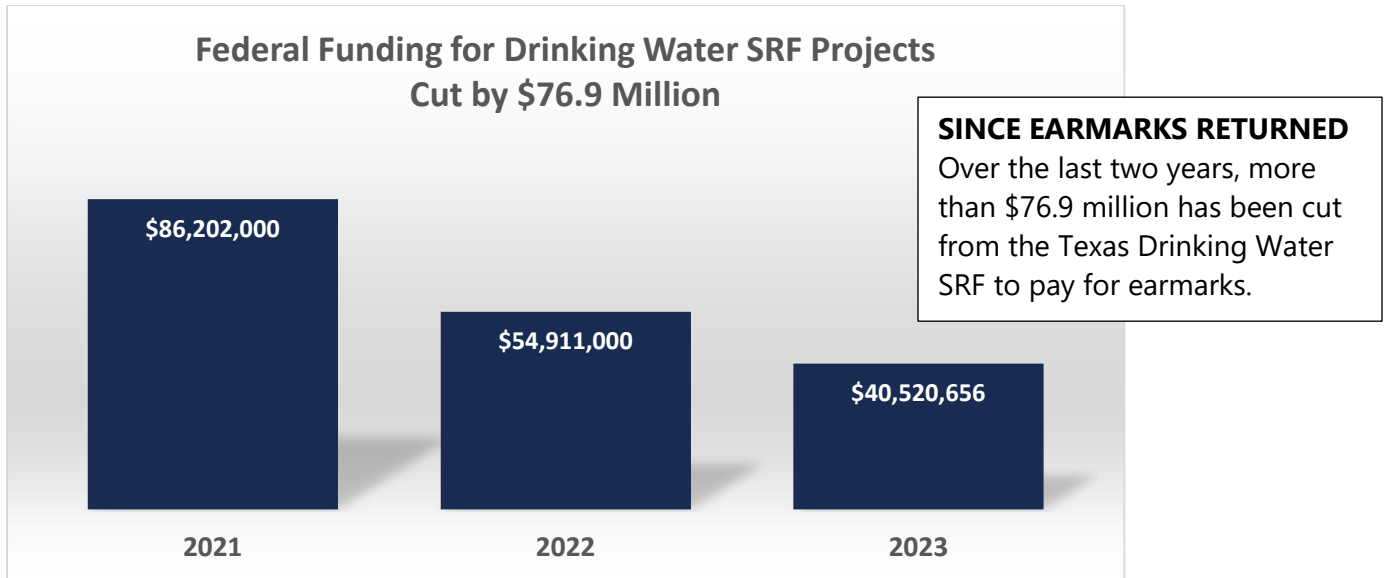 Federal Funding for Drinking Water SRF Projects
Cut by $76.9 Million
SINCE EARMARKS RETURNED
Over the last two years, more
than $76.9 million has been cut
from the Texas Drinking Water
SRF to pay for earmarks.
$86,202,000
$54,911,000
$40,520,656
2021
2022
2023